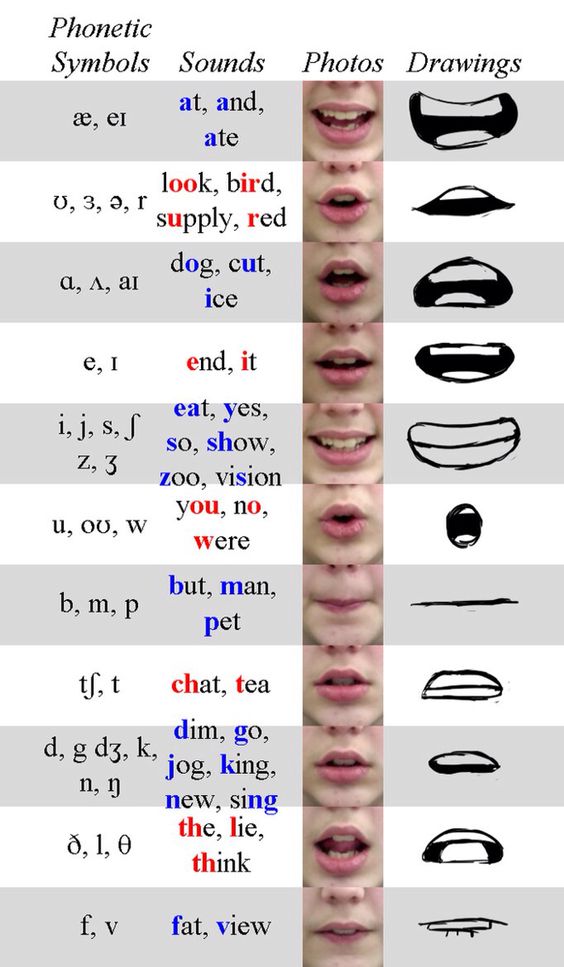 Phonetic Symbols Sounds Photos Drawings
æ, eɪ
at, and,
ate
ʊ, ɜ, ə, r
look, bird,
supply, red
ɑ, ʌ, aɪ
dog, cut,
ice
e, ɪ
end, it
i, j, s, ʃ
z, ʒ
eat, yes,
so, show,
zoo, vision
u, oʊ, w
you, no,
were
b, m, p
but, man,
pet
tʃ, t
chat, tea
d, g dʒ, k,
n, ŋ
dim, go,
jog, king,
new, sing
ð, l, θ
the, lie,
think
f, v
fat, view